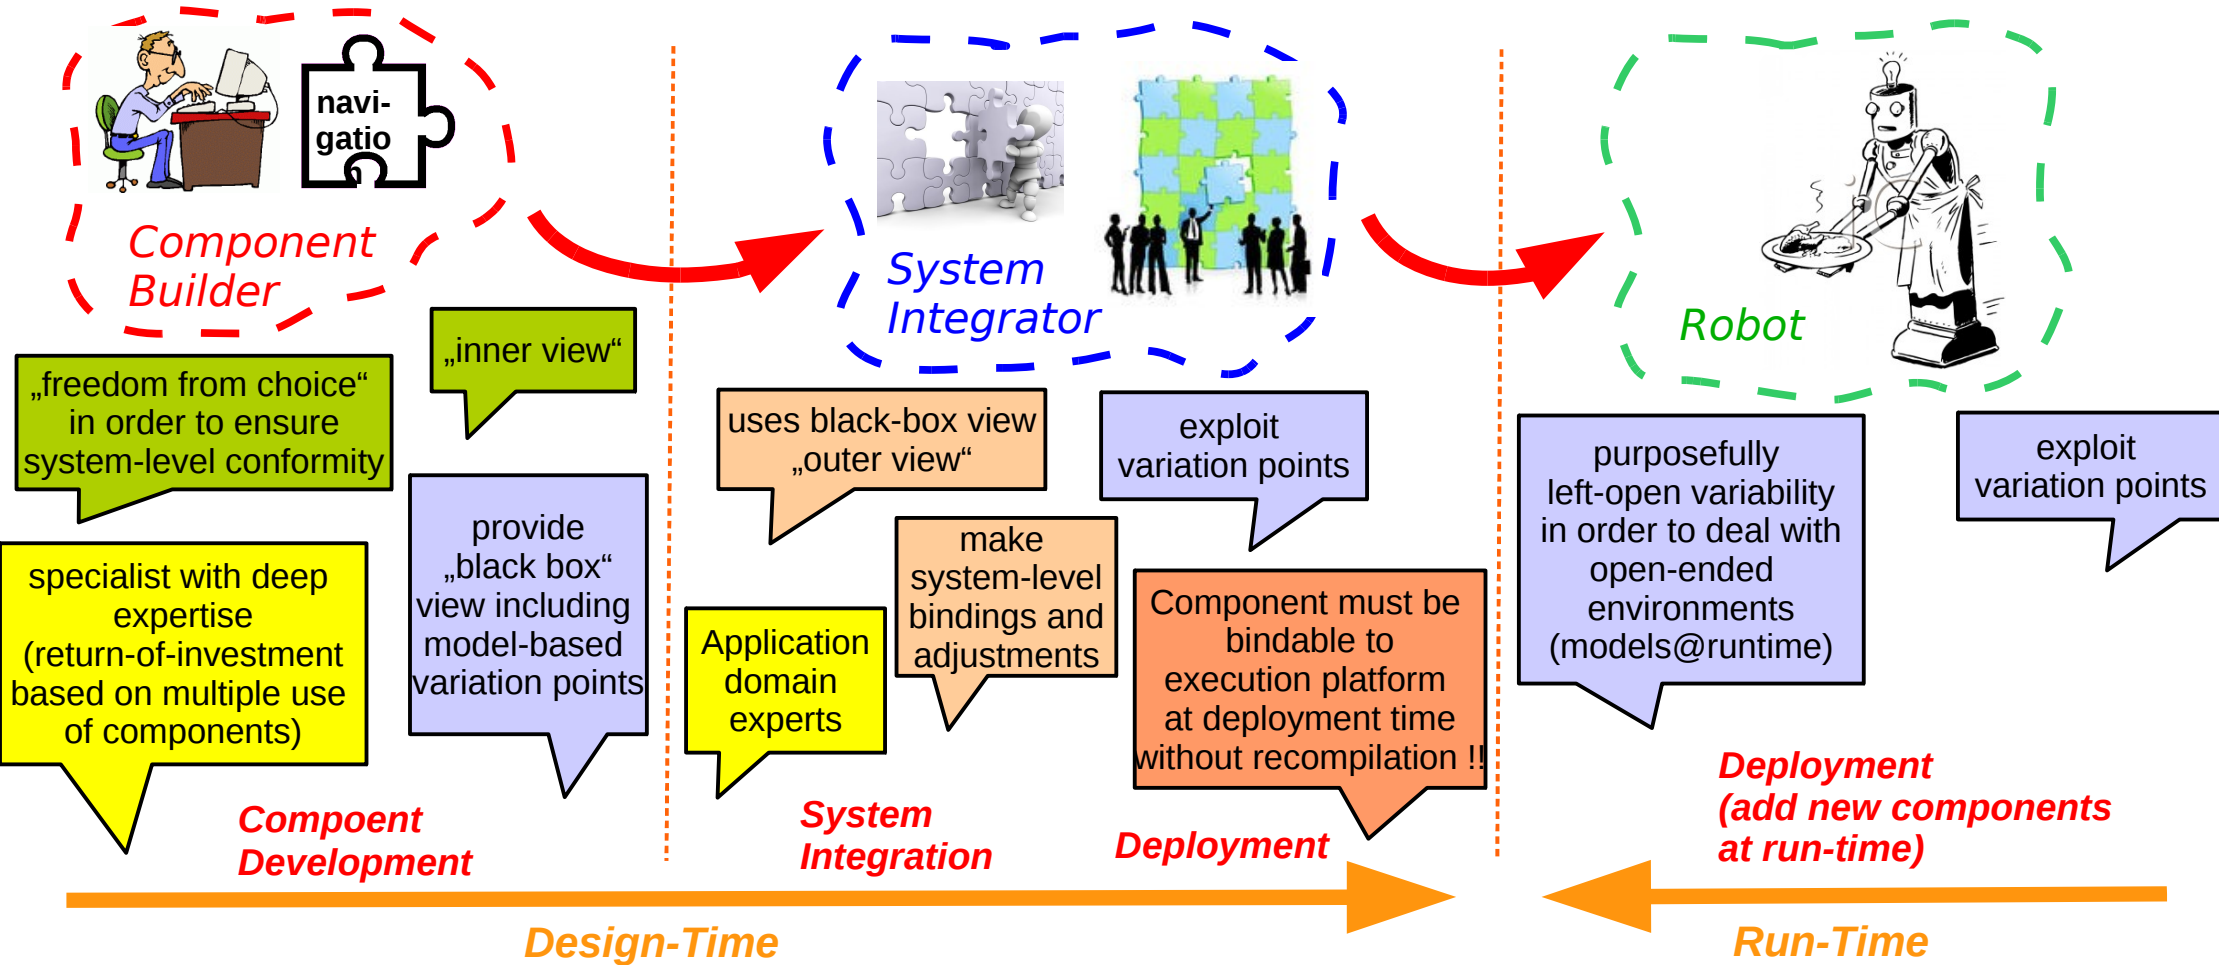 navi-
gatio
Component
Builder
„inner view“
„freedom from choice“
in order to ensure
system-level conformity
specialist with deep
expertise
(return-of-investment
based on multiple use
of components)
provide
„black box“
view including
model-based
variation points
Compoent
Development
System
Integrator
uses black-box view
„outer view“
exploit
variation points
make
system-level
bindings and
adjustments
Application
domain
experts
Component must be
bindable to
execution platform
at deployment time
without recompilation !!
System
Integration
Deployment
Robot
purposefully
left-open variability
in order to deal with
open-ended
environments
(models@runtime)
exploit
variation points
Deployment
(add new components
at run-time)
Design-Time
Run-Time